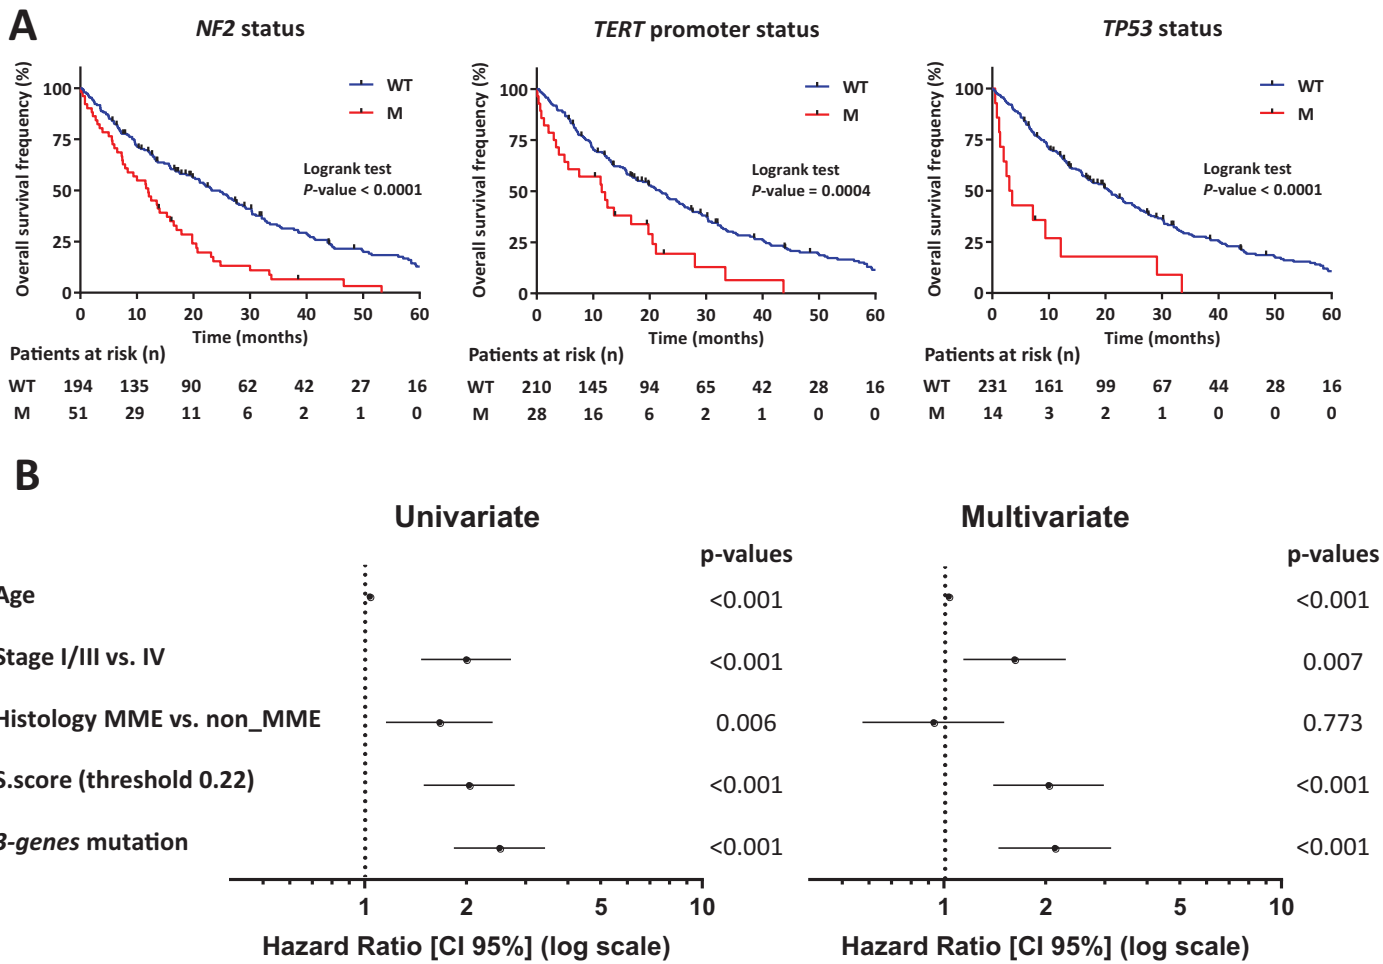 A
NF2 status
TERT promoter status
TP53 status
Overall survival frequency (%)
100
75
50
25
0
WT
M
Logrank test
P-value < 0.0001
0 10 20 30 40 50 60
Time (months)
Overall survival frequency (%)
100
75
50
25
0
WT
M
Logrank test
P-value = 0.0004
0 10 20 30 40 50 60
Time (months)
Overall survival frequency (%)
100
75
50
25
0
WT
M
Logrank test
P-value < 0.0001
0 10 20 30 40 50 60
Time (months)
Patients at risk (n)
WT 194 135 90 62 42 27 16
M 51 29 11 6 2 1 0
Patients at risk (n)
WT 210 145 94 65 42 28 16
M 28 16 6 2 1 0 0
Patients at risk (n)
WT 231 161 99 67 44 28 16
M 14 3 2 1 0 0 0
B
Univariate
Multivariate
p-values
p-values
Age <0.001 <0.001
Stage I/III vs. IV <0.001 0.007
Histology MME vs. non_MME 0.006 0.773
S.score (threshold 0.22) <0.001 <0.001
3-genes mutation <0.001 <0.001
1 2 5 10
1 2 5 10
Hazard Ratio [CI 95%] (log scale)
Hazard Ratio [CI 95%] (log scale)